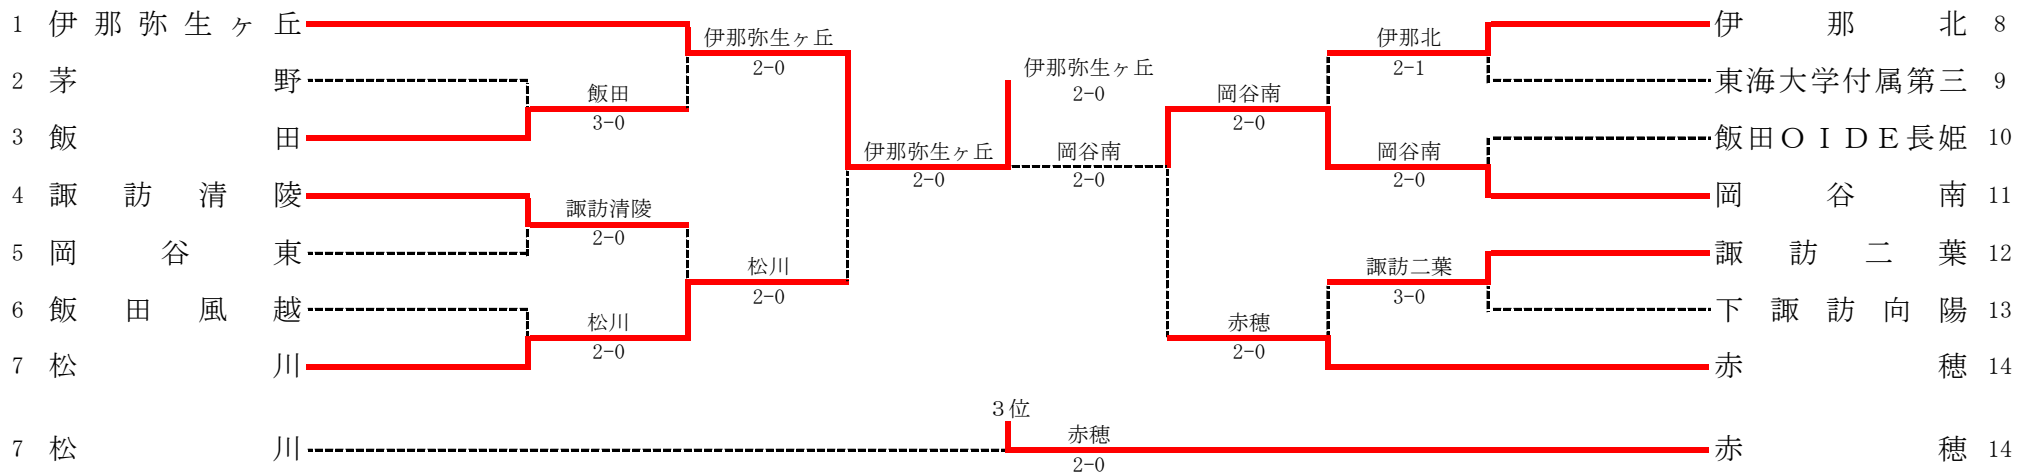 1 伊那弥生ヶ丘
2 茅野
3 飯田
4 諏訪清陵
5 岡谷東
6 飯田風越
7 松川
7 松川
飯田
3-0
諏訪清陵
2-0
松川
2-0
伊那弥生ヶ丘
2-0
松川
2-0
伊那弥生ヶ丘
2-0
伊那弥生ヶ丘
2-0
岡谷南
2-0
岡谷南
2-0
赤穂
2-0
伊那北
2-1
岡谷南
2-0
諏訪二葉
3-0
３位
赤穂
2-0
伊那北 8
東海大学付属第三 9
飯田ＯＩＤＥ長姫 10
岡谷南 11
諏訪二葉 12
下諏訪向陽 13
赤穂 14
赤穂 14